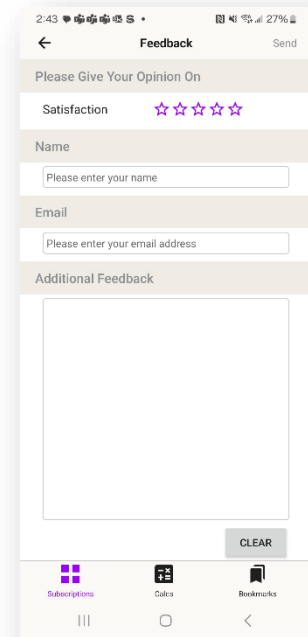 2:43 S
27%
Feedback
Send
Please Give Your Opinion On
Satisfaction
Name
Please enter your name
Email
Please enter your email address
Additional Feedback
CLEAR
Subscriptions
Calcs
Bookmarks